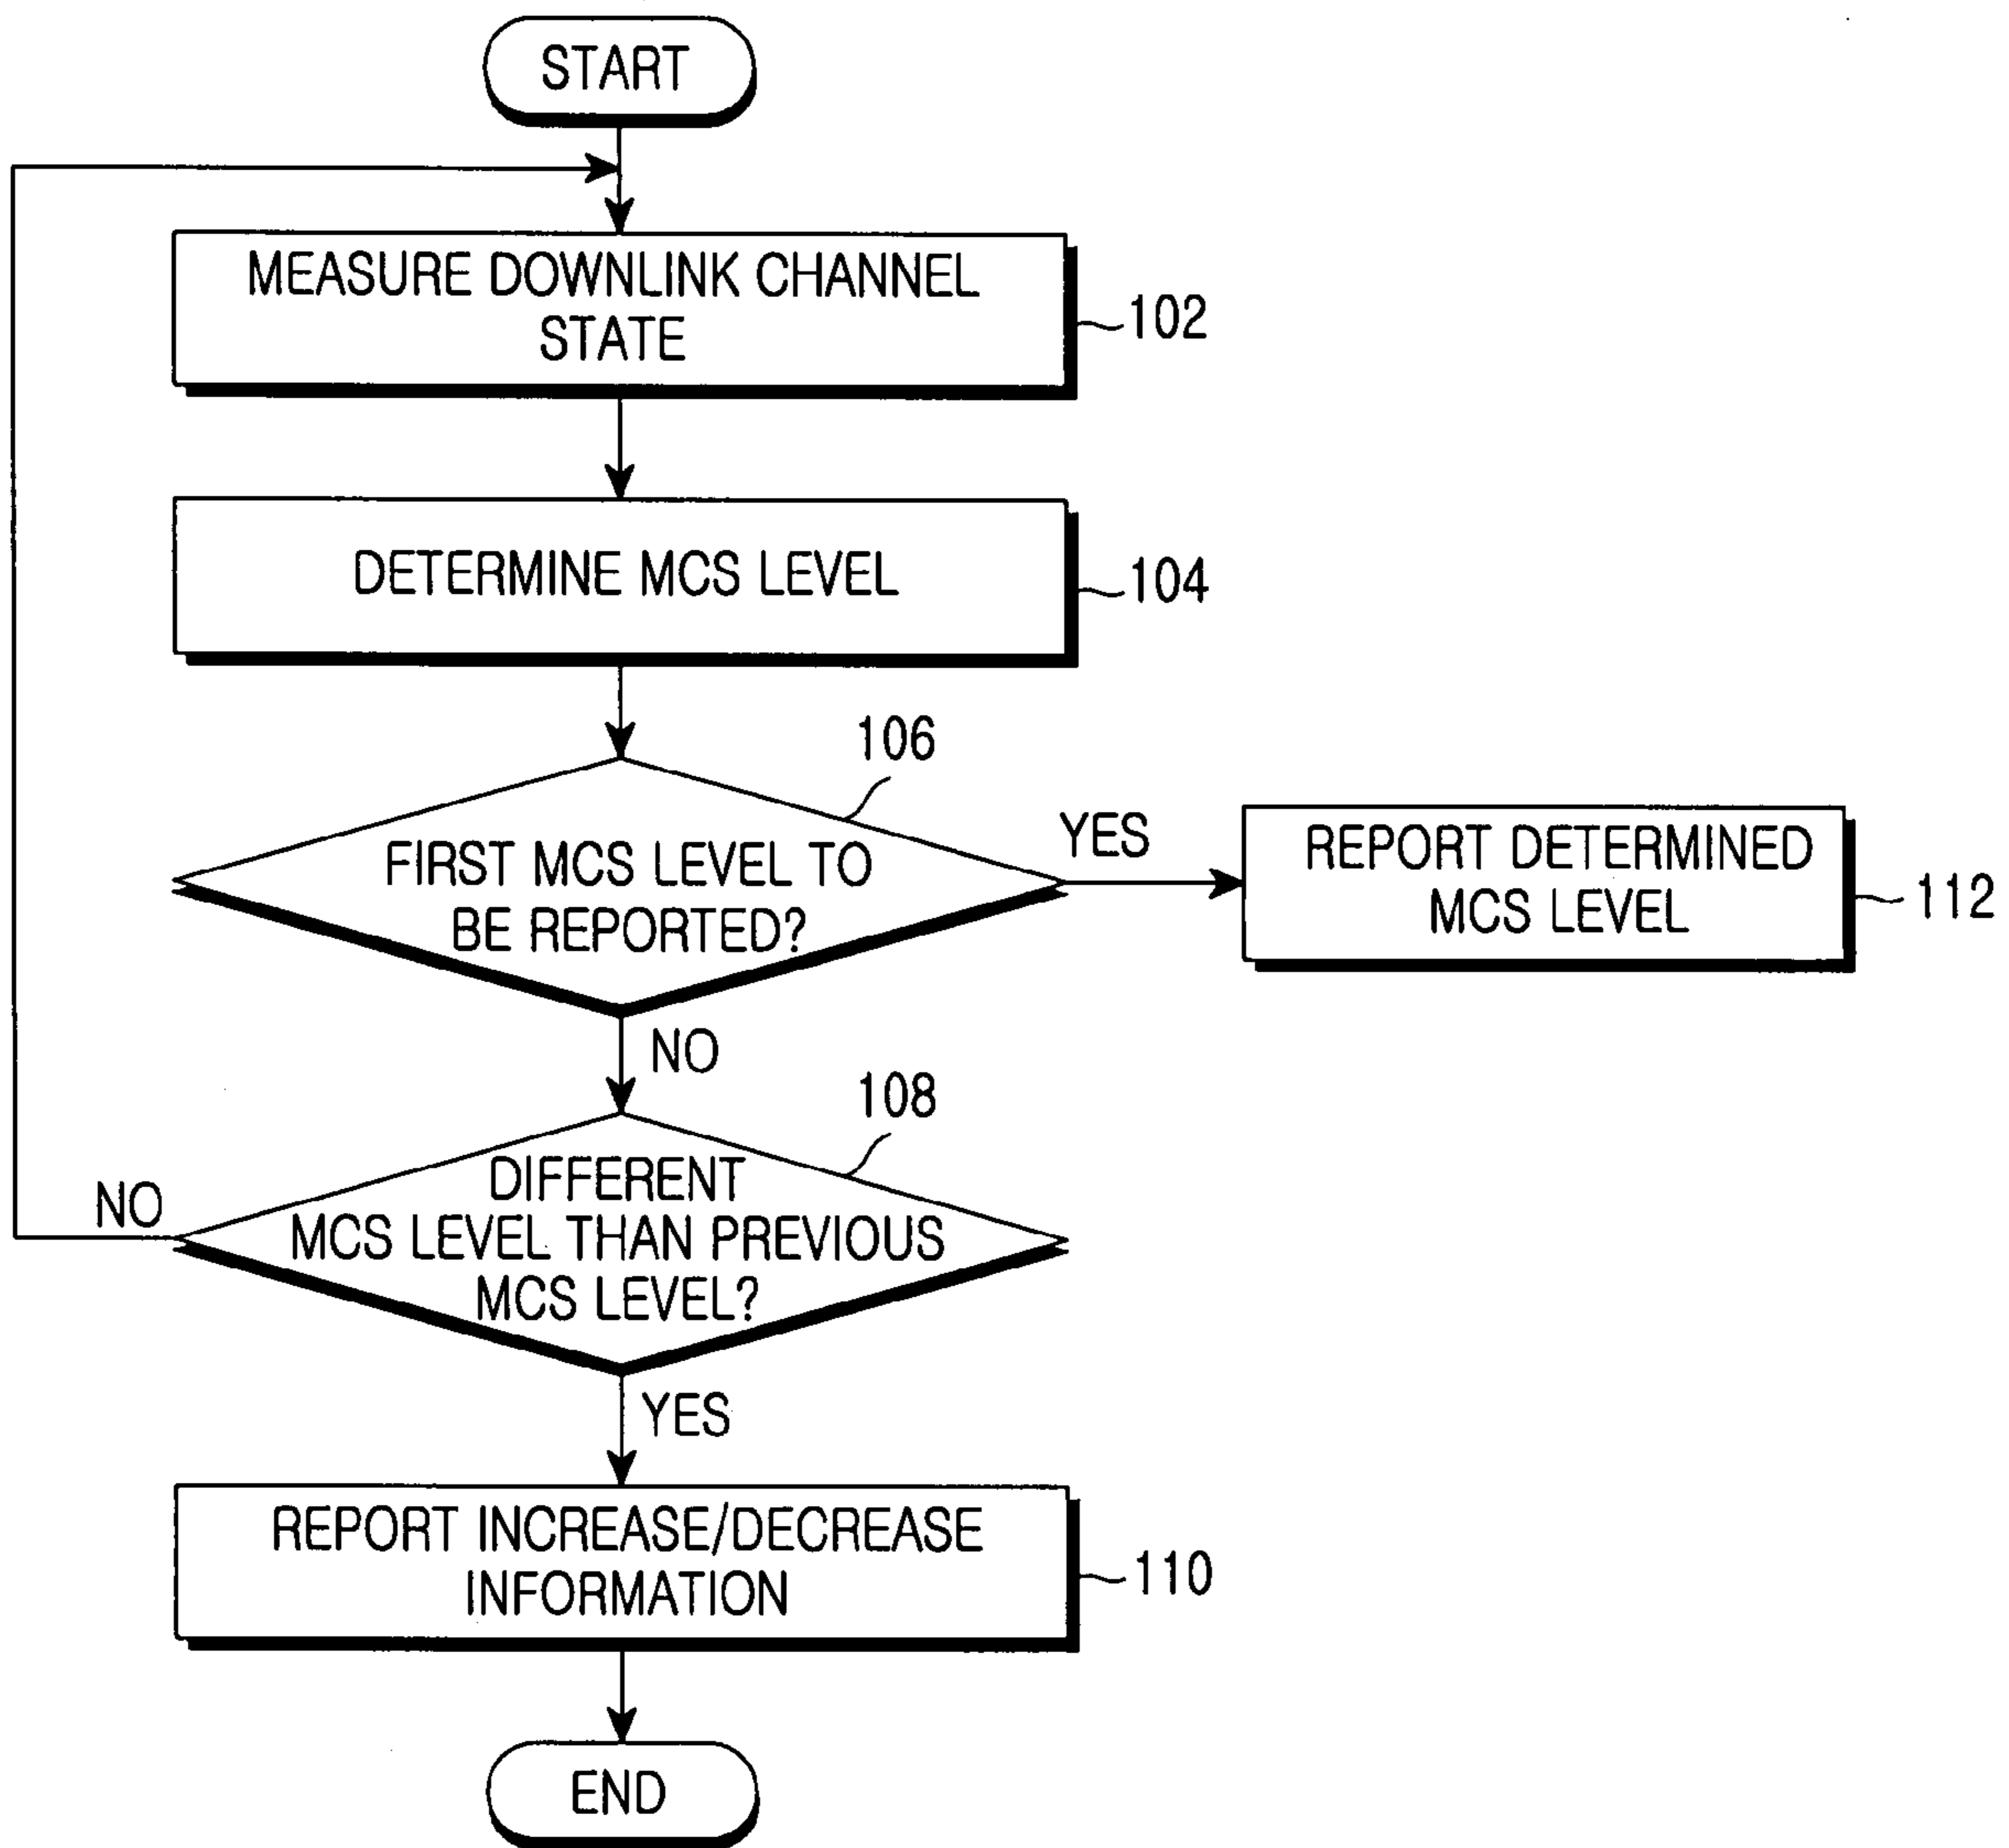 START
MEASURE DOWNLINK CHANNEL
STATE
102
DETERMINE MCS LEVEL
104
106
FIRST MCS LEVEL TO
BE REPORTED?
YES
REPORT DETERMINED
MCS LEVEL
112
NO
108
DIFFERENT
MCS LEVEL THAN PREVIOUS
MCS LEVEL?
NO
YES
REPORT INCREASE/DECREASE
INFORMATION
110
END